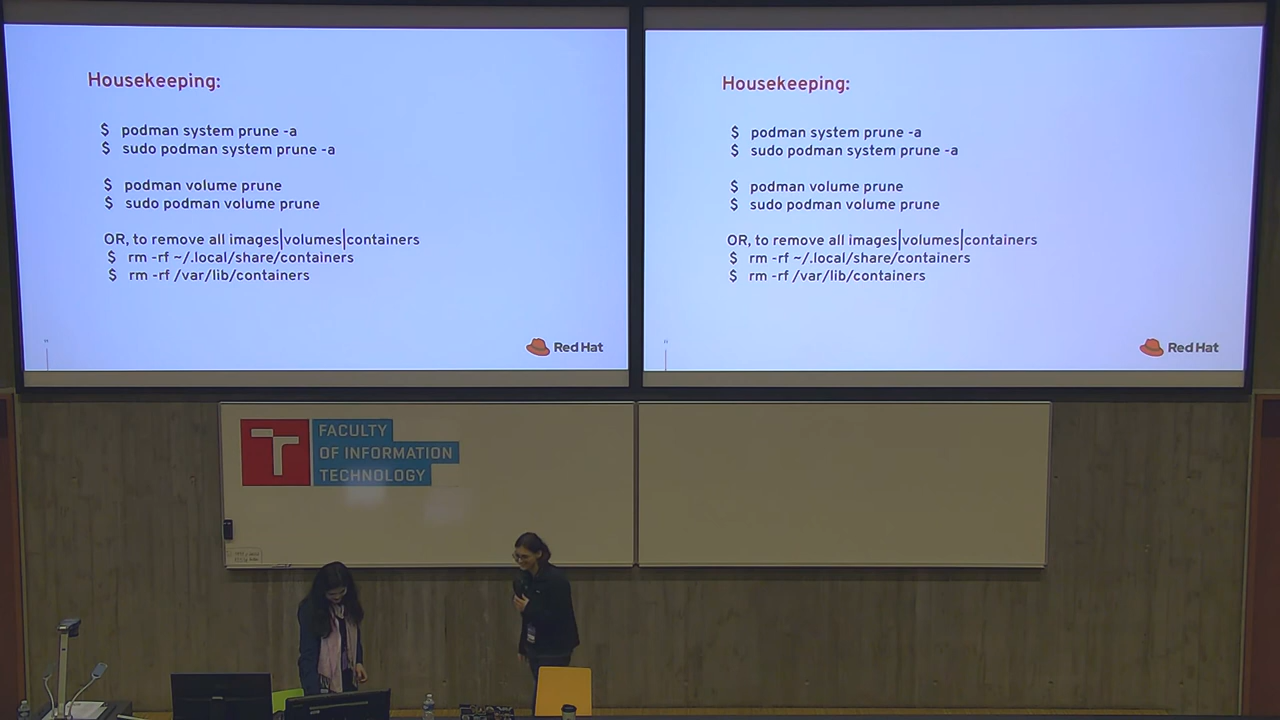 Housekeeping:
$ podman system prune -a
$ sudo podman system prune -a
$ podman volume prune
$ sudo podman volume prune
OR, to remove all images|volumes|containers
$ rm -rf ~/.local/share/containers
$ rm -rf /var/lib/containers
Red Hat
Housekeeping:
$ podman system prune -a
$ sudo podman system prune -a
$ podman volume prune
$ sudo podman volume prune
OR, to remove all images|volumes|containers
$ rm -rf ~/.local/share/containers
$ rm -rf /var/lib/containers
Red Hat
T FACULTY
OF INFORMATION
TECHNOLOGY